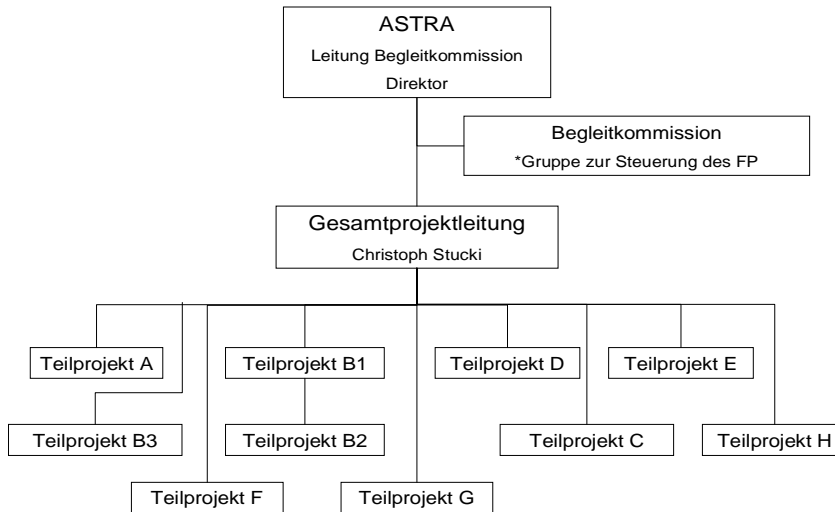 ASTRA
Leitung Begleitkommission
Direktor
Begleitkommission
*Gruppe zur Steuerung des FP
Gesamtprojektleitung
Christoph Stucki
Teilprojekt A
Teilprojekt B1
Teilprojekt D
Teilprojekt E
Teilprojekt B3
Teilprojekt B2
Teilprojekt C
Teilprojekt H
Teilprojekt F
Teilprojekt G